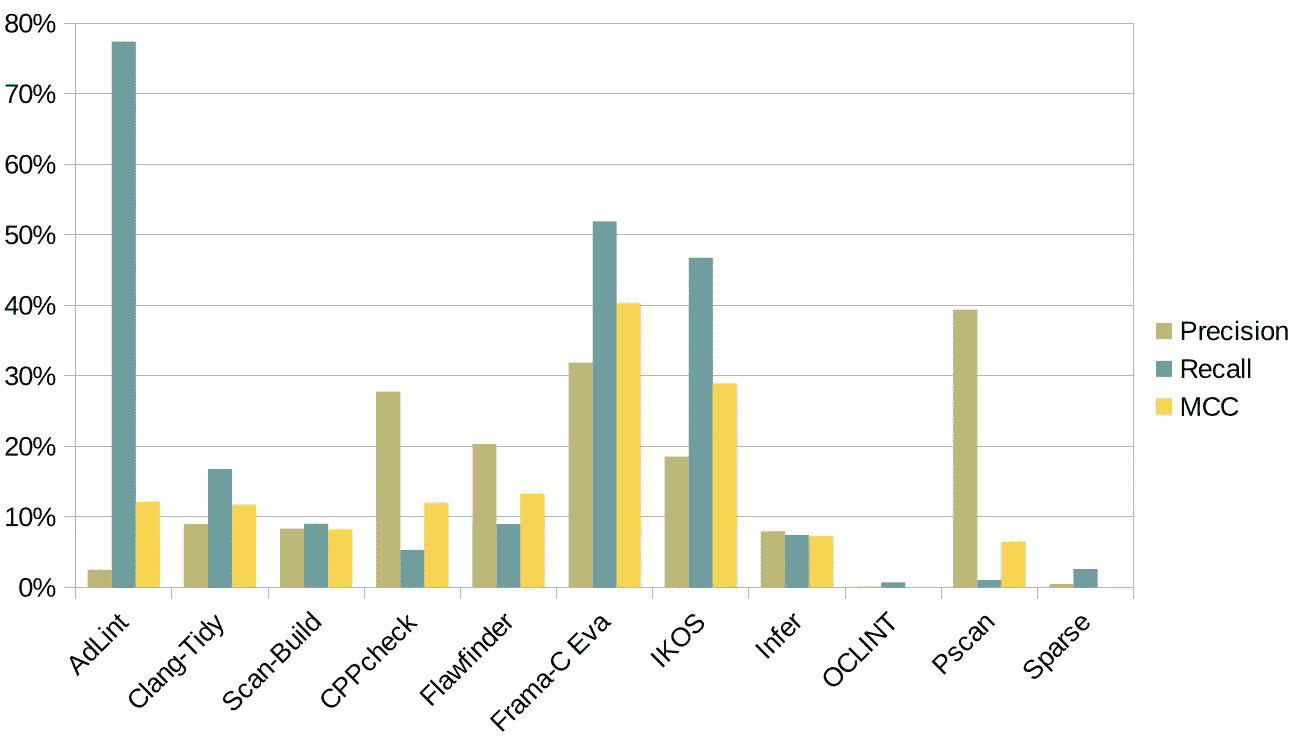 80%
70%
60%
50%
40%
30%
20%
10%
0%
AdLint
Clang-Tidy
Scan-Build
CPPcheck
Flawfinder
Frama-C Eva
IKOS
Infer
OCLINT
Pscan
Sparse
Precision
Recall
MCC